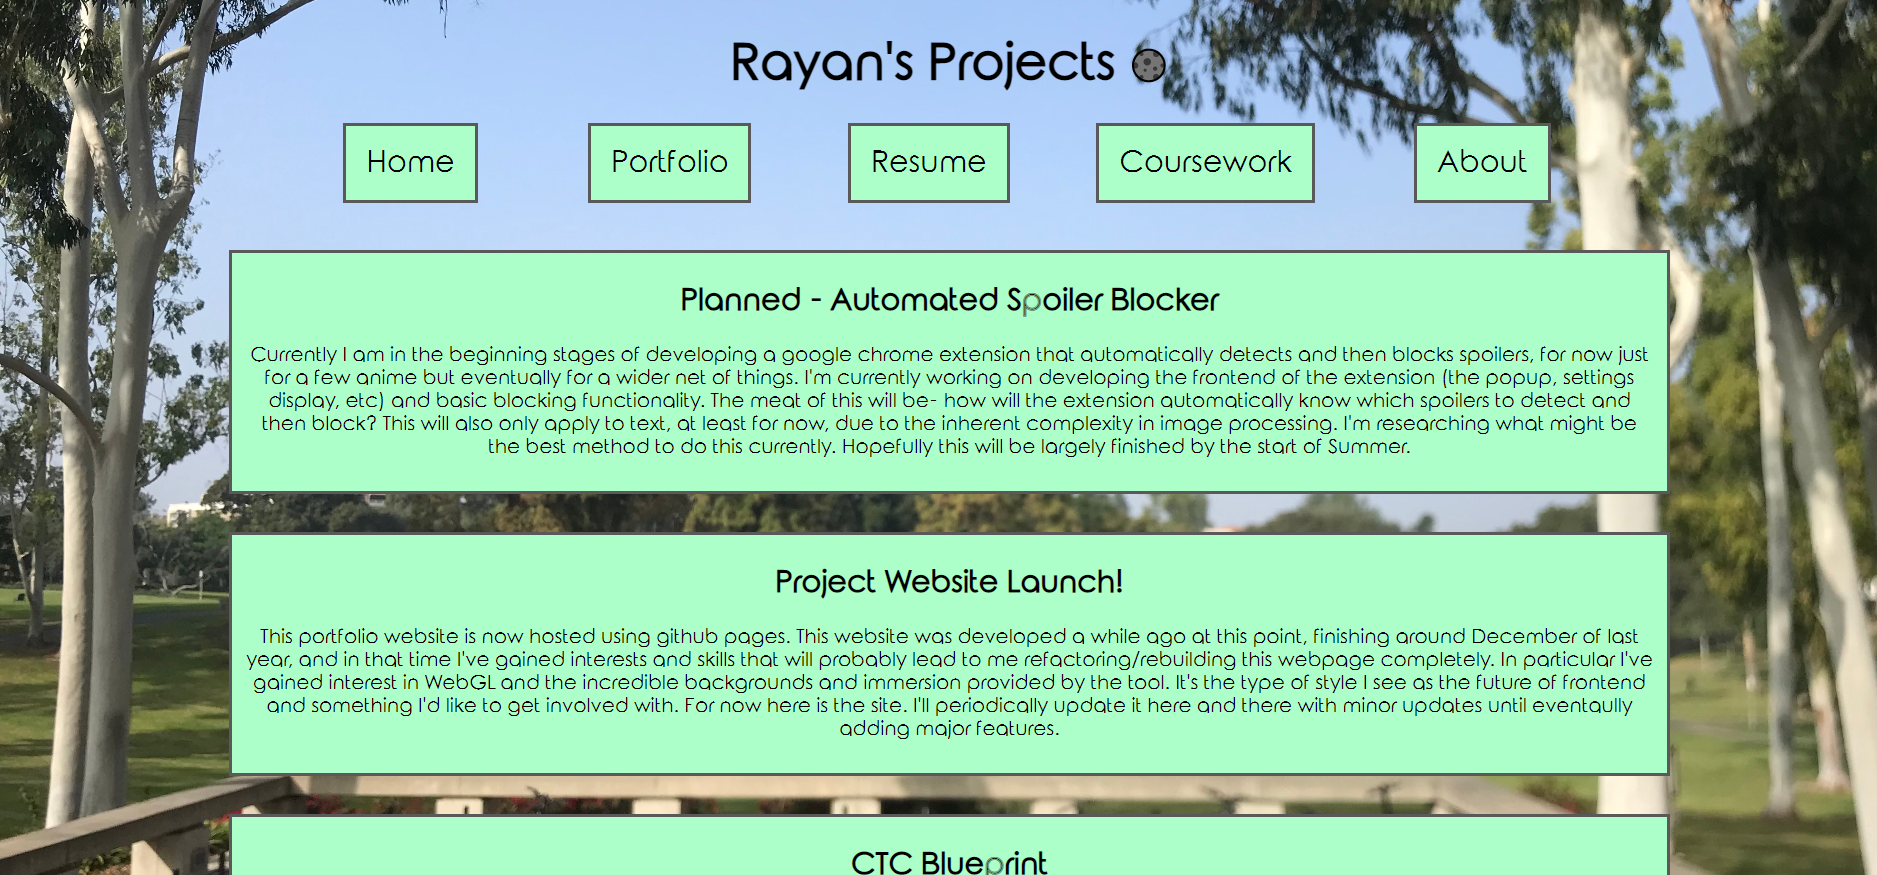 Rayan's Projects
Home
Portfolio
Resume
Coursework
About
Planned - Automated Spoiler Blocker
Currently I am in the beginning stages of developing a google chrome extension that automatically detects and then blocks spoilers, for now just
for a few anime but eventually for a wider net of things. I'm currently working on developing the frontend of the extension (the popup, settings
display, etc) and basic blocking functionality. The meat of this will be- how will the extension automatically know which spoilers to detect and
then block? This will also only apply to text, at least for now, due to the inherent complexity in image processing. I'm researching what might be
the best method to do this currently. Hopefully this will be largely finished by the start of Summer.
Project Website Launch!
This portfolio website is now hosted using github pages. This website was developed a while ago at this point, finishing around December of last
year, and in that time I've gained interests and skills that will probably lead to me refactoring/rebuilding this webpage completely. In particular I've
gained interest in WebGL and the incredible backgrounds and immersion provided by the tool. It's the type of style I see as the future of frontend
and something I'd like to get involved with. For now here is the site. I'll periodically update it here and there with minor updates until eventaully
adding major features.
CTC Blueprint